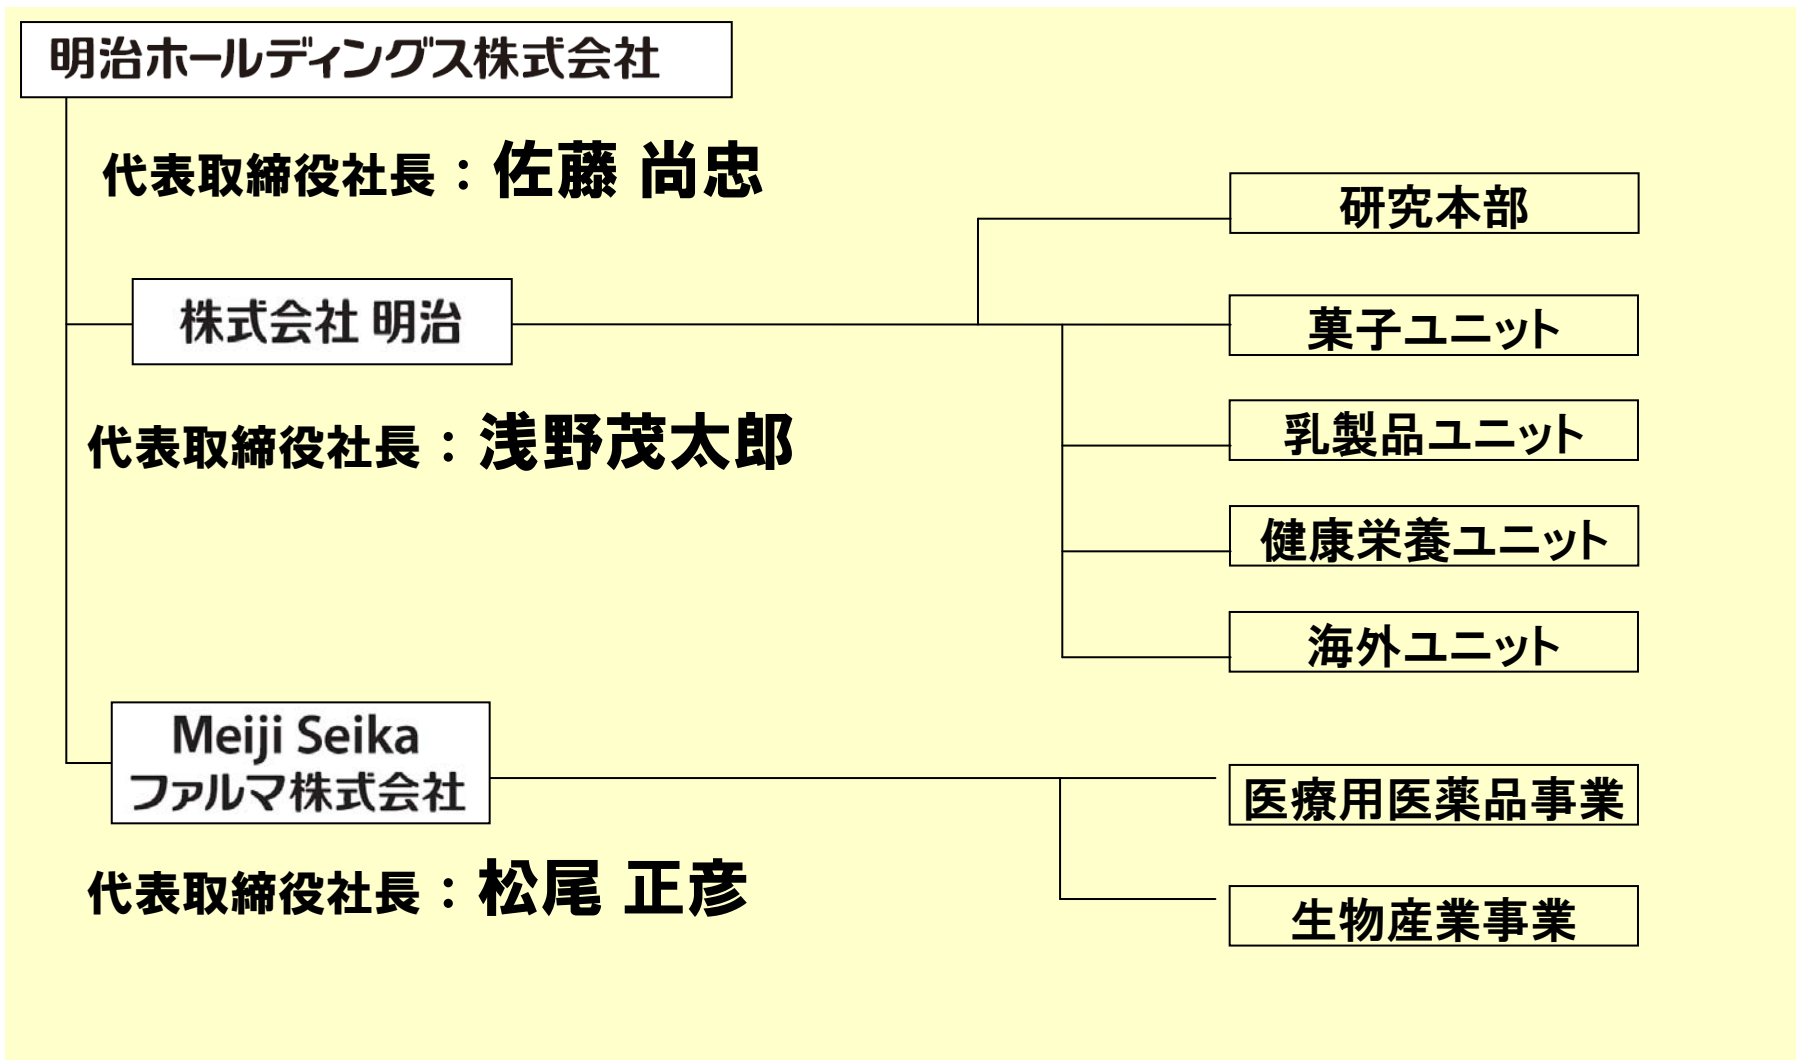 明治ホールディングス株式会社
代表取締役社長：佐藤 尚忠
研究本部
株式会社 明治
菓子ユニット
代表取締役社長：浅野茂太郎
乳製品ユニット
健康栄養ユニット
海外ユニット
Meiji Seika
ファルマ株式会社
医療用医薬品事業
代表取締役社長：松尾 正彦
生物産業事業